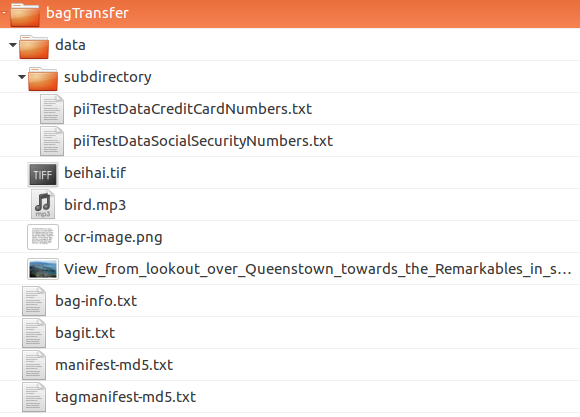 bagTransfer
data
subdirectory
piiTestDataCreditCardNumbers.txt
piiTestDataSocialSecurityNumbers.txt
TIFF beihai.tif
mp3 bird.mp3
ocr-image.png
View_from_lookout_over_Queenstown_towards_the_Remarkables_in_s...
bag-info.txt
bagit.txt
manifest-md5.txt
tagmanifest-md5.txt